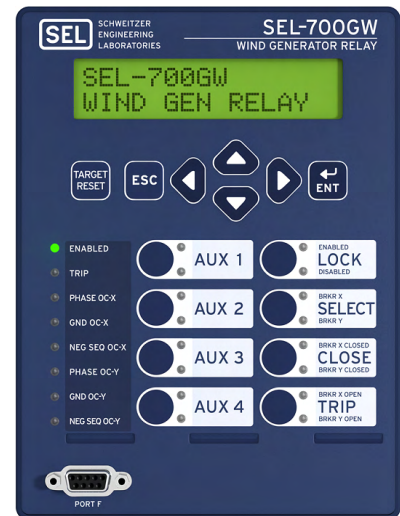 SEL
SCHWEITZER
ENGINEERING
LABORATORIES
SEL-700GW
WIND GENERATOR RELAY
SEL-700GW
WIND GEN RELAY
TARGET
RESET
ESC
ENT
ENABLED
TRIP
PHASE OC-X
GND OC-X
NEG SEQ OC-X
PHASE OC-Y
GND OC-Y
NEG SEQ OC-Y
AUX 1
AUX 2
AUX 3
AUX 4
ENABLED
LOCK
DISABLED
BRKR X
SELECT
BRKR Y
BRKR X CLOSED
CLOSE
BRKR Y CLOSED
BRKR X OPEN
TRIP
BRKR Y OPEN
PORT F